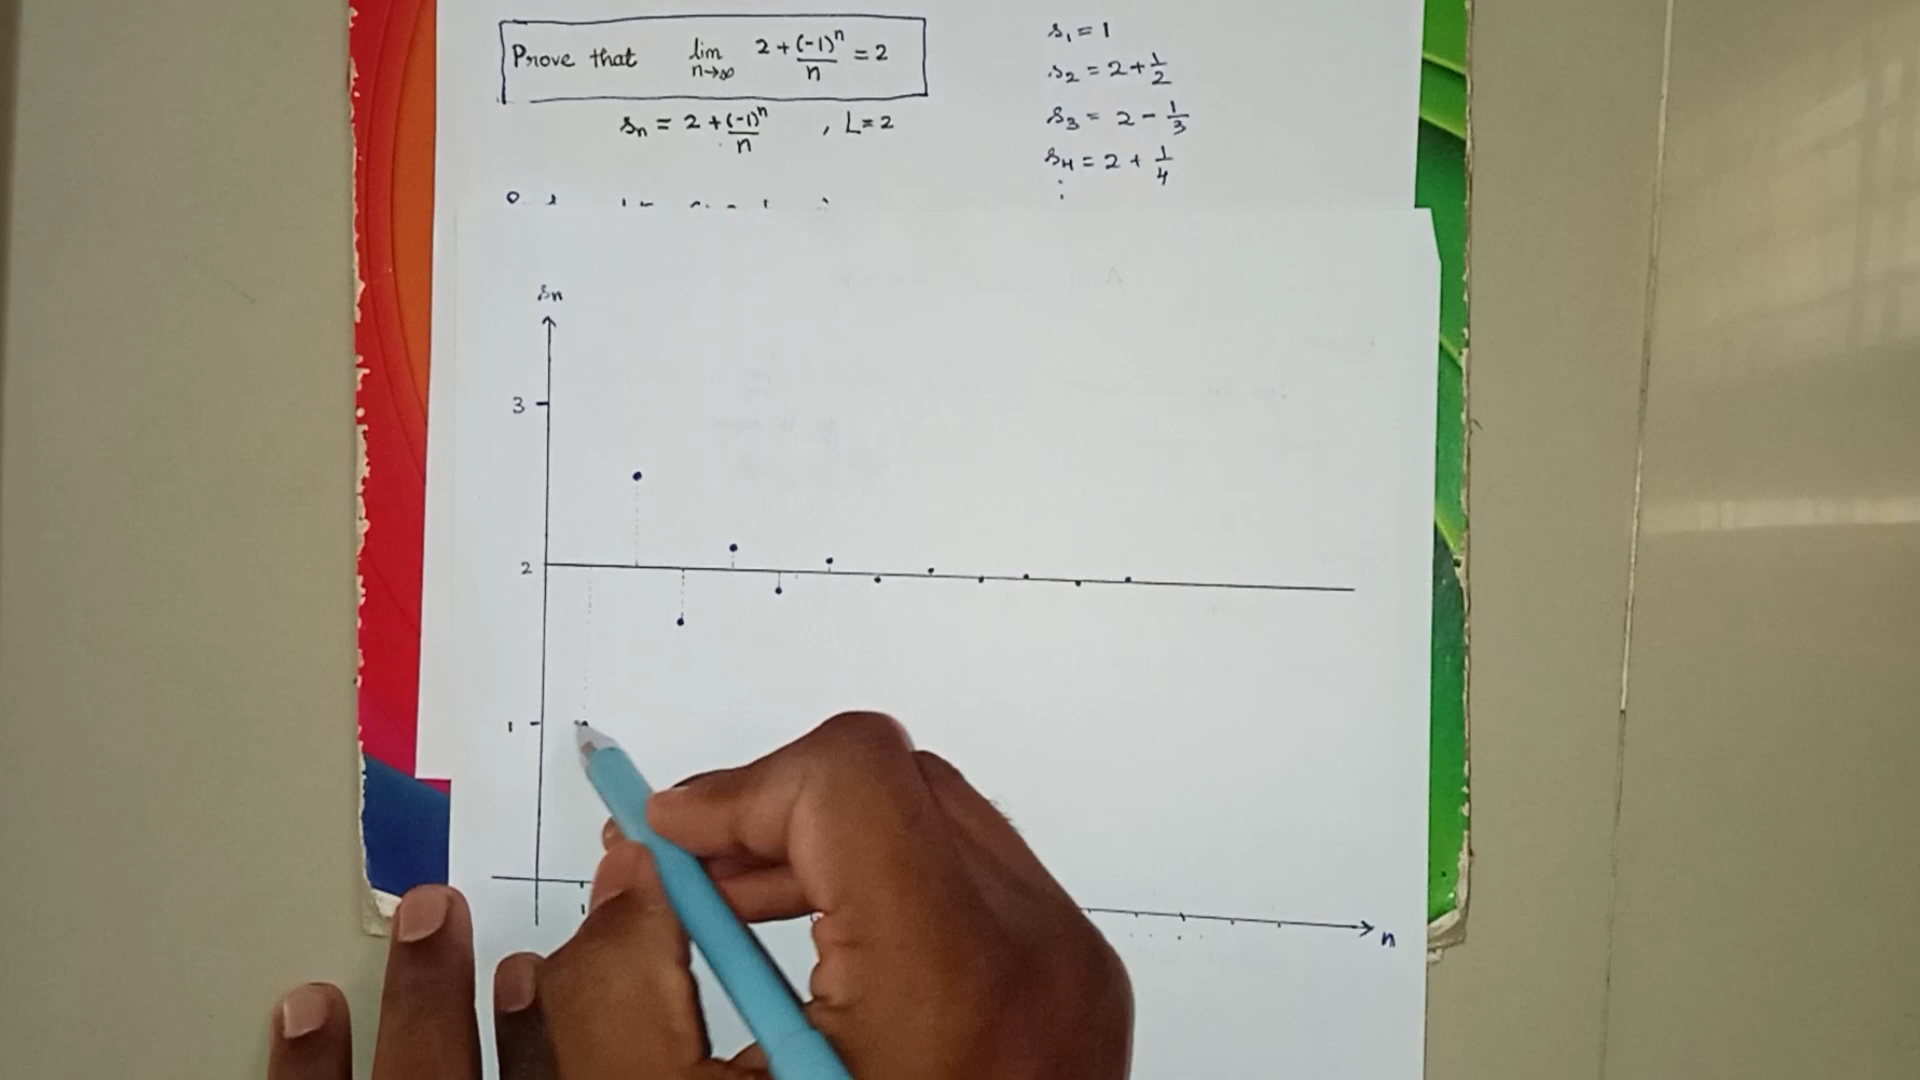 Prove that lim n→∞ 2 + (-1)^n / n = 2
s_n = 2 + (-1)^n / n , L = 2
s_1 = 1
s_2 = 2 + 1/2
s_3 = 2 - 1/3
s_4 = 2 + 1/4
⋮
s_n
3
2
1
1
n